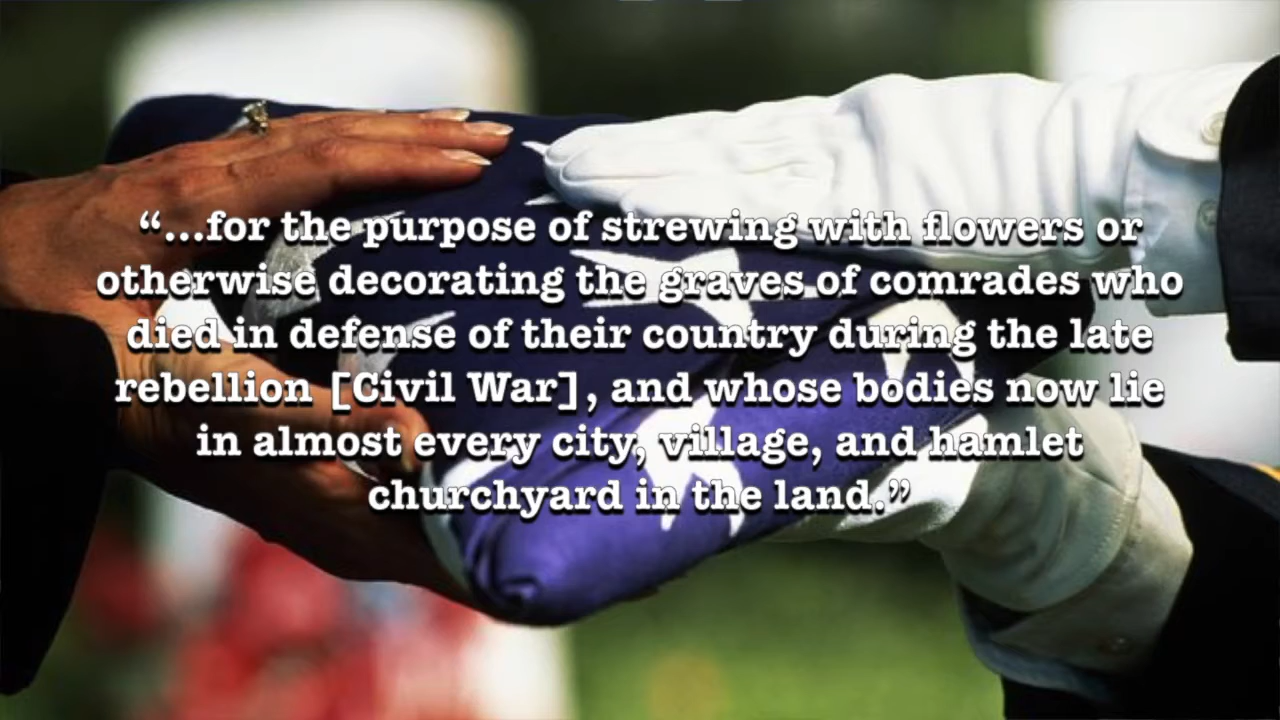 “...for the purpose of strewing with flowers or
otherwise decorating the graves of comrades who
died in defense of their country during the late
rebellion [Civil War], and whose bodies now lie
in almost every city, village, and hamlet
churchyard in the land.”